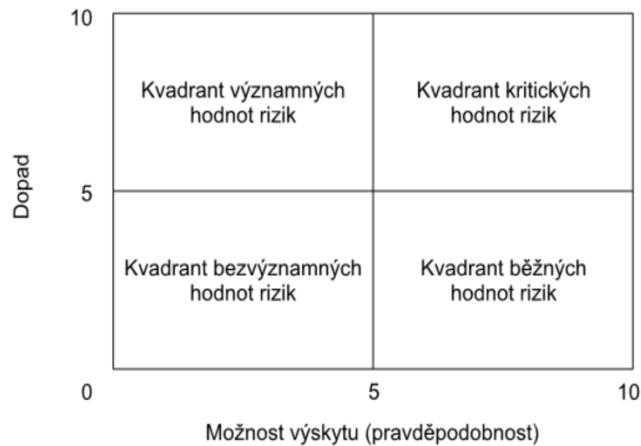 10
Kvadrant významných
hodnot rizik
Kvadrant kritických
hodnot rizik
Dopad
5
Kvadrant bezvýznamných
hodnot rizik
Kvadrant běžných
hodnot rizik
0
5
10
Možnost výskytu (pravděpodobnost)